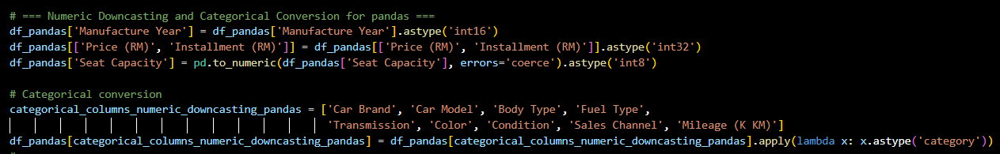 # === Numeric Downcasting and Categorical Conversion for pandas ===
df_pandas['Manufacture Year'] = df_pandas['Manufacture Year'].astype('int16')
df_pandas[['Price (RM)', 'Installment (RM)']] = df_pandas[['Price (RM)', 'Installment (RM)']].astype('int32')
df_pandas['Seat Capacity'] = pd.to_numeric(df_pandas['Seat Capacity'], errors='coerce').astype('int8')
# Categorical conversion
categorical_columns_numeric_downcasting_pandas = ['Car Brand', 'Car Model', 'Body Type', 'Fuel Type',
'Transmission', 'Color', 'Condition', 'Sales Channel', 'Mileage (K KM)']
df_pandas[categorical_columns_numeric_downcasting_pandas] = df_pandas[categorical_columns_numeric_downcasting_pandas].apply(lambda x: x.astype('category'))